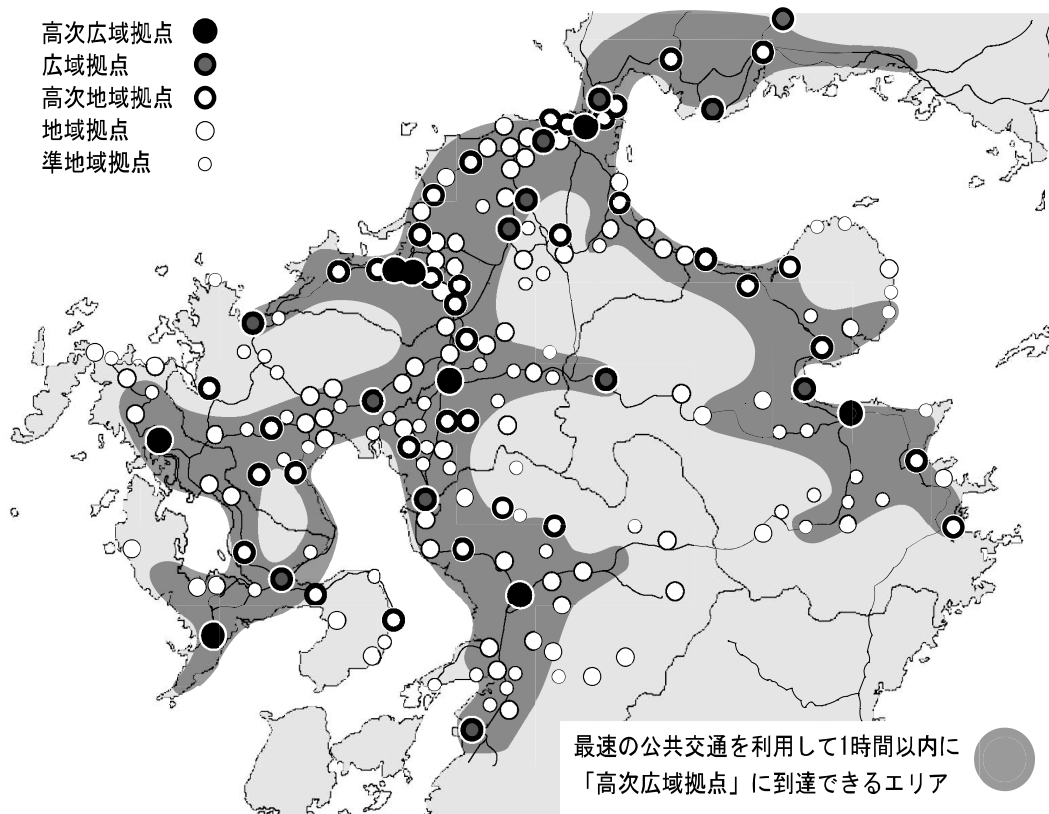 高次広域拠点
広域拠点
高次地域拠点
地域拠点
準地域拠点
最速の公共交通を利用して1時間以内に
「高次広域拠点」に到達できるエリア